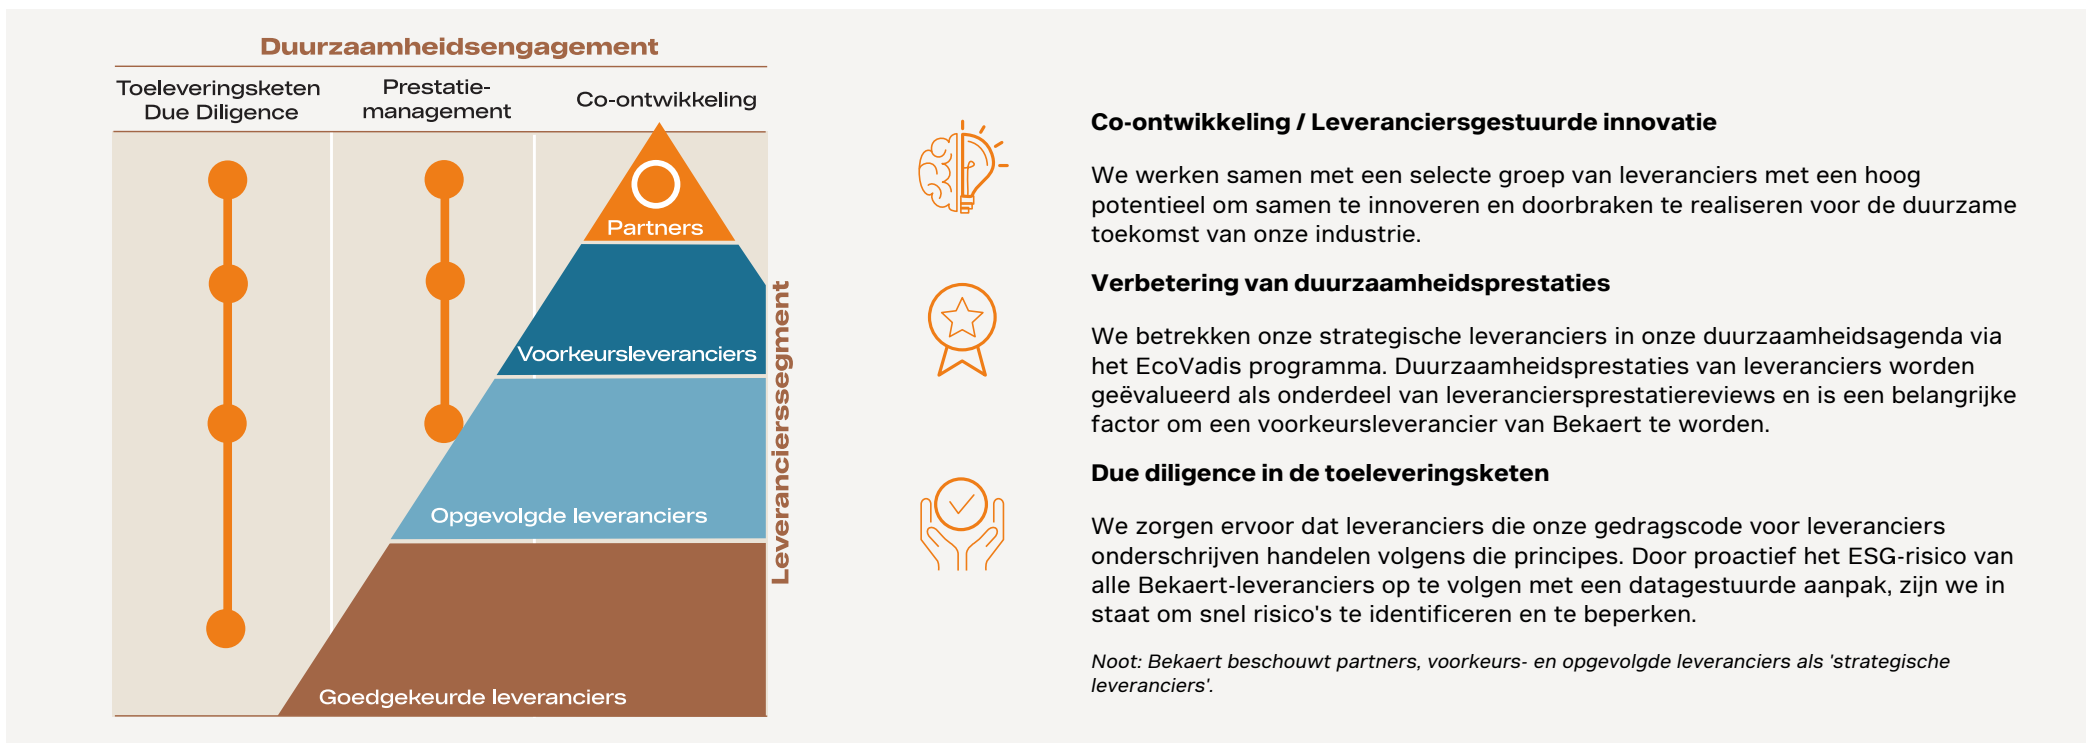 Duurzaamheidsengagement
Toeleveringsketen
Due Diligence
Prestatie-
management
Co-ontwikkeling
Partners
Voorkeursleveranciers
Opgevolgde leveranciers
Goedgekeurde leveranciers
Leverancierssegment
Co-ontwikkeling / Leveranciersgestuurde innovatie
We werken samen met een selecte groep van leveranciers met een hoog
potentieel om samen te innoveren en doorbraken te realiseren voor de duurzame
toekomst van onze industrie.
Verbetering van duurzaamheidsprestaties
We betrekken onze strategische leveranciers in onze duurzaamheidsagenda via
het EcoVadis programma. Duurzaamheidsprestaties van leveranciers worden
geëvalueerd als onderdeel van leveranciersprestatiereviews en is een belangrijke
factor om een voorkeursleverancier van Bekaert te worden.
Due diligence in de toeleveringsketen
We zorgen ervoor dat leveranciers die onze gedragscode voor leveranciers
onderschrijven handelen volgens die principes. Door proactief het ESG-risico van
alle Bekaert-leveranciers op te volgen met een datagestuurde aanpak, zijn we in
staat om snel risico's te identificeren en te beperken.
Noot: Bekaert beschouwt partners, voorkeurs- en opgevolgde leveranciers als 'strategische
leveranciers'.